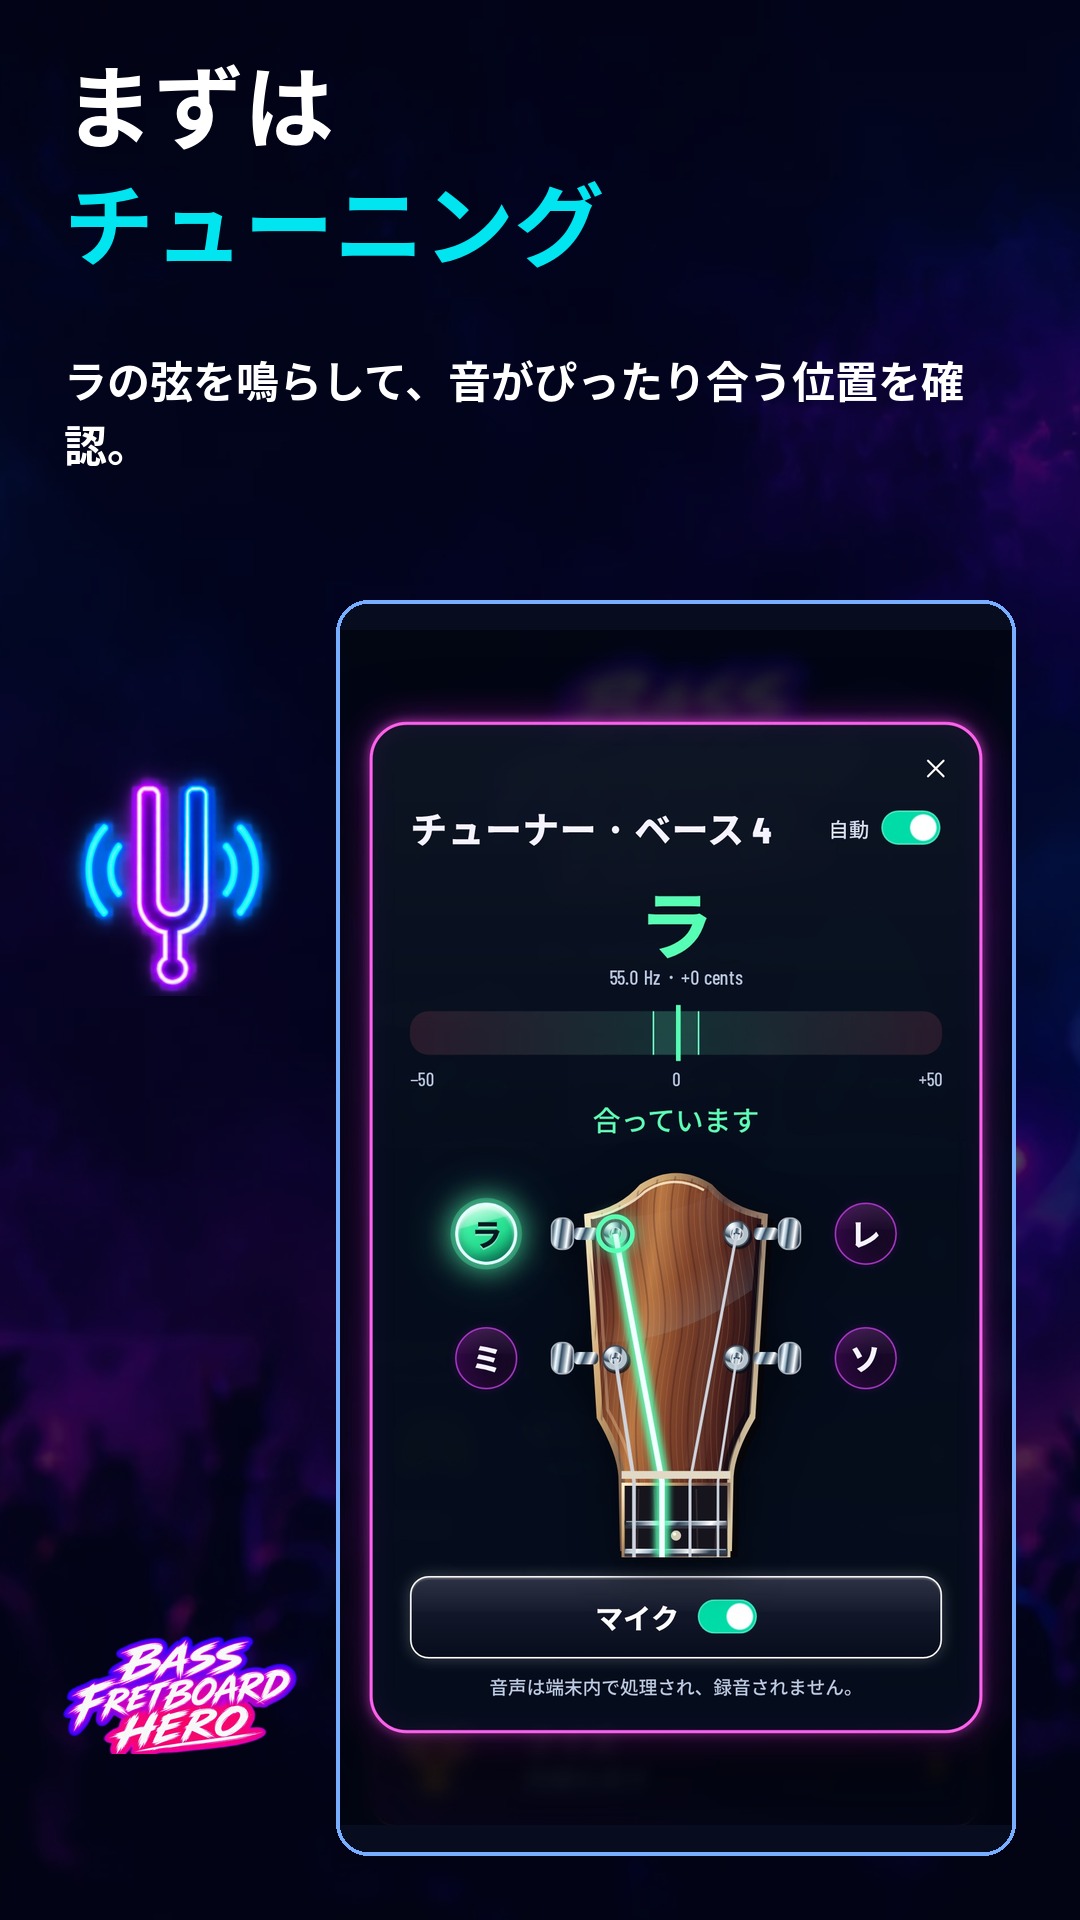 まずは
チューニング
ラの弦を鳴らして、音がぴったり合う位置を確
認。
BASS
チューナー・ベース 4
自動
ラ
55.0 Hz · +0 cents
−50
0
+50
合っています
ラ
レ
ミ
ソ
マイク
音声は端末内で処理され、録音されません。
BASS
FRETBOARD
HERO